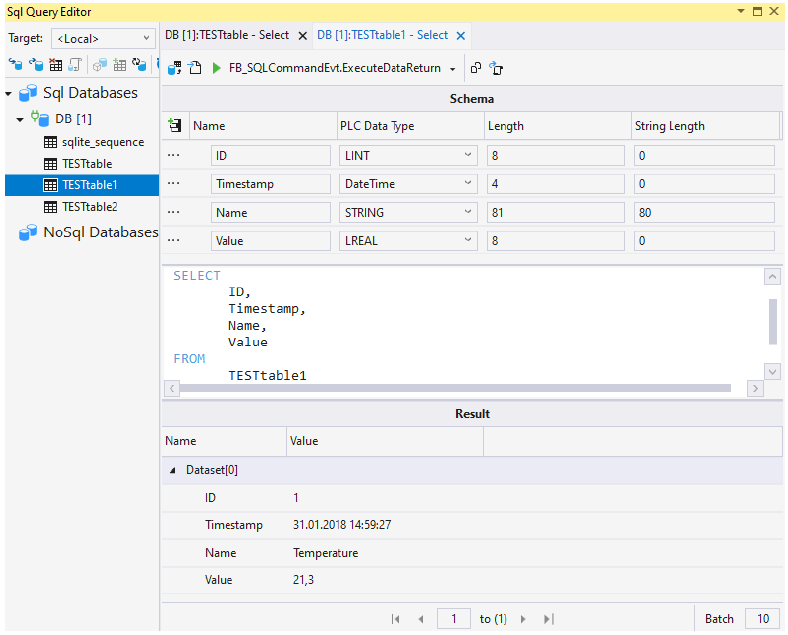 Sql Query Editor
Target: <Local>
DB [1]:TESTtable - Select DB [1]:TESTtable1 - Select
FB_SQLCommandEvt.ExecuteDataReturn
Sql Databases
DB [1]
sqlite_sequence
TESTtable
TESTtable1
TESTtable2
NoSql Databases
Schema
Name PLC Data Type Length String Length
ID LINT 8 0
Timestamp DateTime 4 0
Name STRING 81 80
Value LREAL 8 0
SELECT
ID,
Timestamp,
Name,
Value
FROM
TESTtable1
Result
Name Value
Dataset[0]
ID 1
Timestamp 31.01.2018 14:59:27
Name Temperature
Value 21,3
1 to (1) Batch 10